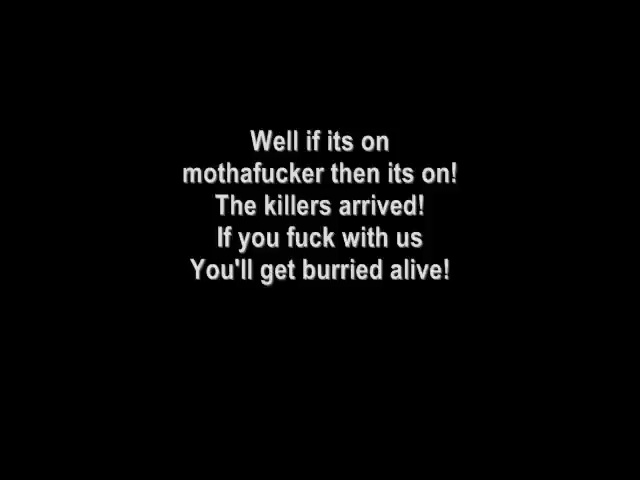 Well if its on
mothafucker then its on!
The killers arrived!
If you fuck with us
You'll get burried alive!